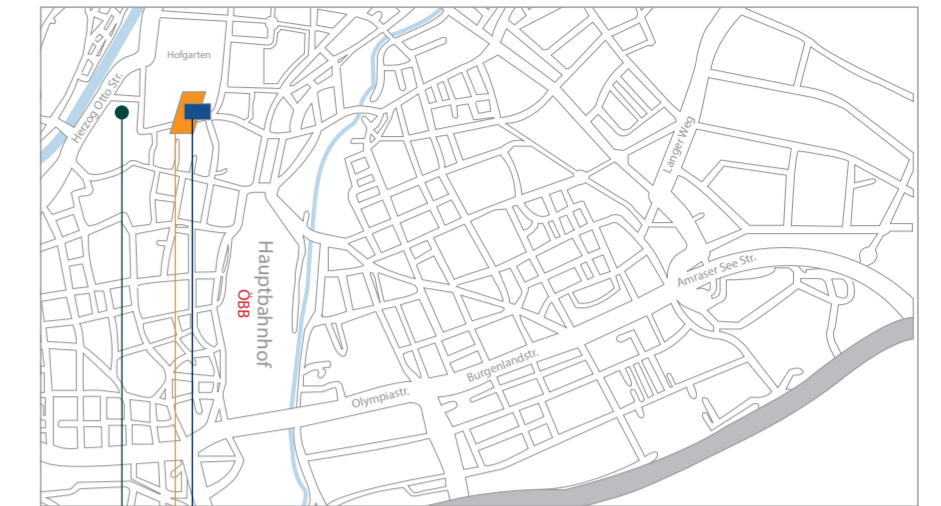 Hofgarten
Herzog Otto Str.
Langer Weg
Hauptbahnhof
ÖBB
Amraser See Str.
Burgenlandstr.
Olympiastr.